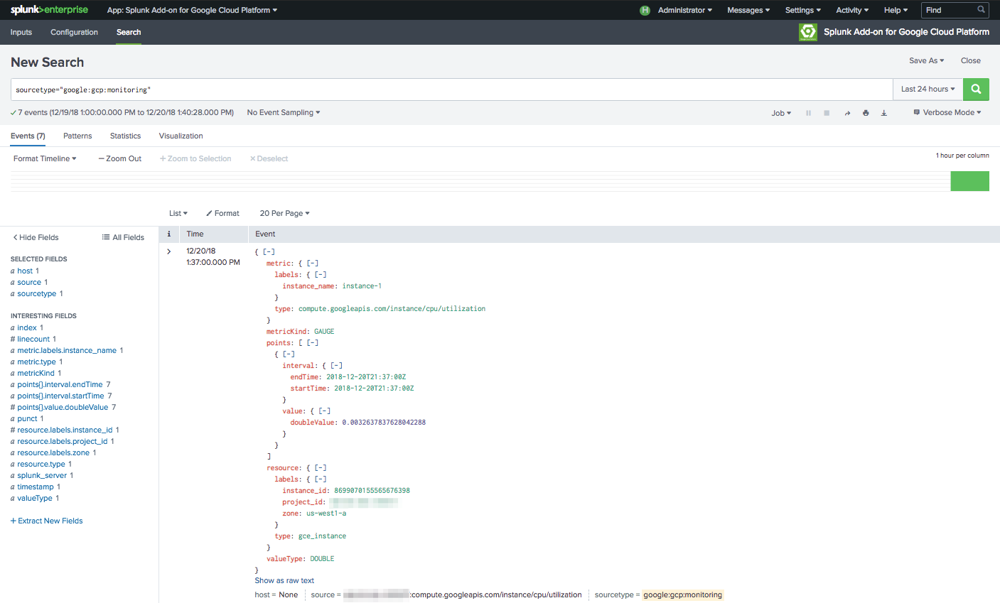 splunk>enterprise App: Splunk Add-on for Google Cloud Platform H Administrator Messages Settings Activity Help Find
Inputs Configuration Search Splunk Add-on for Google Cloud Platform
New Search Save As Close
sourcetype="google:gcp:monitoring" Last 24 hours
7 events (12/19/18 1:00:00.000 PM to 12/20/18 1:40:28.000 PM) No Event Sampling Job Verbose Mode
Events (7) Patterns Statistics Visualization
Format Timeline – Zoom Out + Zoom to Selection × Deselect 1 hour per column
List Format 20 Per Page
< Hide Fields All Fields
SELECTED FIELDS
a host 1
a source 1
a sourcetype 1
INTERESTING FIELDS
a index 1
# linecount 1
a metric.labels.instance_name 1
a metric.type 1
a metricKind 1
a points{}.interval.endTime 7
a points{}.interval.startTime 7
# points{}.value.doubleValue 7
a punct 1
# resource.labels.instance_id 1
a resource.labels.project_id 1
a resource.labels.zone 1
a resource.type 1
a splunk_server 1
a timestamp 1
a valueType 1
+ Extract New Fields
i Time Event
> 12/20/18
1:37:00.000 PM
{ [-]
metric: { [-]
labels: { [-]
instance_name: instance-1
}
type: compute.googleapis.com/instance/cpu/utilization
}
metricKind: GAUGE
points: [ [-]
{ [-]
interval: { [-]
endTime: 2018-12-20T21:37:00Z
startTime: 2018-12-20T21:37:00Z
}
value: { [-]
doubleValue: 0.0032637837628042288
}
}
]
resource: { [-]
labels: { [-]
instance_id: 8699070155565676398
project_id:
zone: us-west1-a
}
type: gce_instance
}
valueType: DOUBLE
}
Show as raw text
host = None source = :compute.googleapis.com/instance/cpu/utilization sourcetype = google:gcp:monitoring